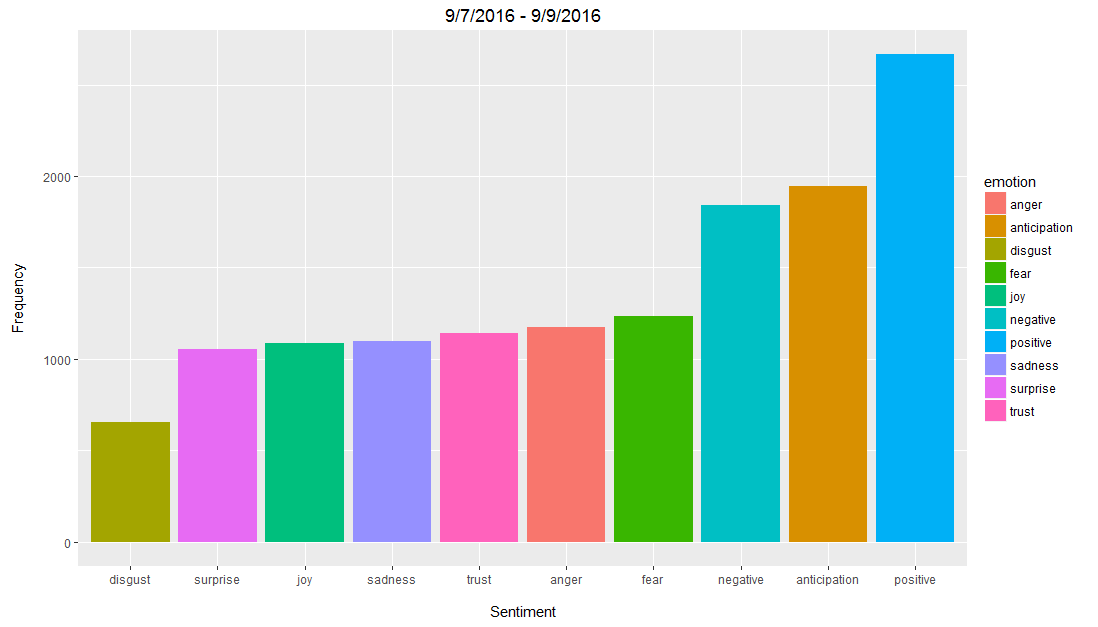 9/7/2016 - 9/9/2016
Frequency
2000
1000
0
disgust surprise joy sadness trust anger fear negative anticipation positive
Sentiment
emotion
anger
anticipation
disgust
fear
joy
negative
positive
sadness
surprise
trust